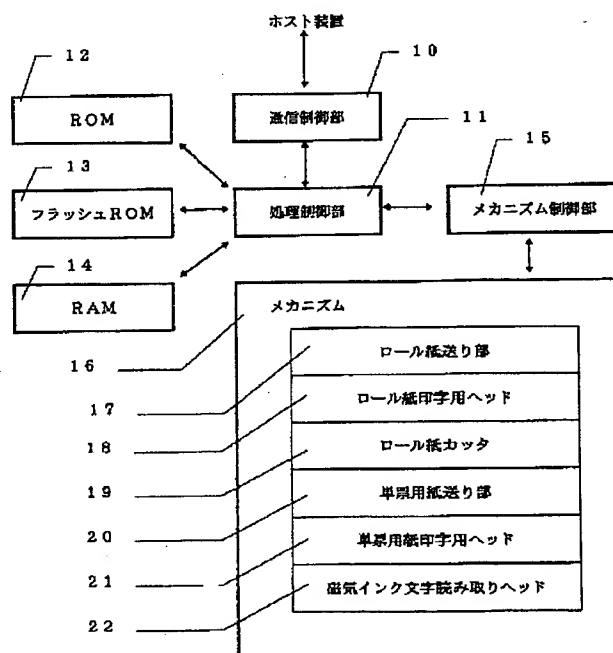 ホスト装置
12
10
ROM
通信制御部
13
11
15
フラッシュROM
処理制御部
メカニズム制御部
14
RAM
メカニズム
16
ロール紙送り部
17
ロール紙印字用ヘッド
18
ロール紙カッタ
19
単票用紙送り部
20
単票用紙印字用ヘッド
21
磁気インク文字読み取りヘッド
22